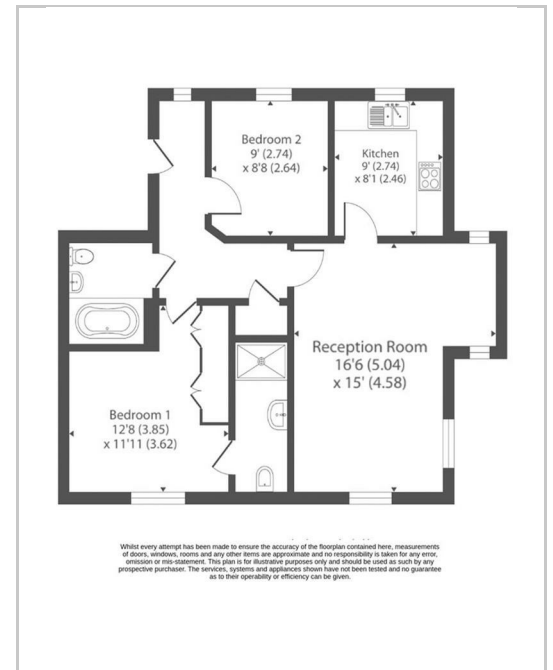 Bedroom 2
9' (2.74)
x 8'8 (2.64)
Kitchen
9' (2.74)
x 8'1 (2.46)
Reception Room
16'6 (5.04)
x 15' (4.58)
Bedroom 1
12'8 (3.85)
x 11'11 (3.62)
Whilst every attempt has been made to ensure the accuracy of the floorplan contained here, measurements
of doors, windows, rooms and any other items are approximate and no responsibility is taken for any error,
omission or mis-statement. This plan is for illustrative purposes only and should be used as such by any
prospective purchaser. The services, systems and appliances shown have not been tested and no guarantee
as to their operability or efficiency can be given.